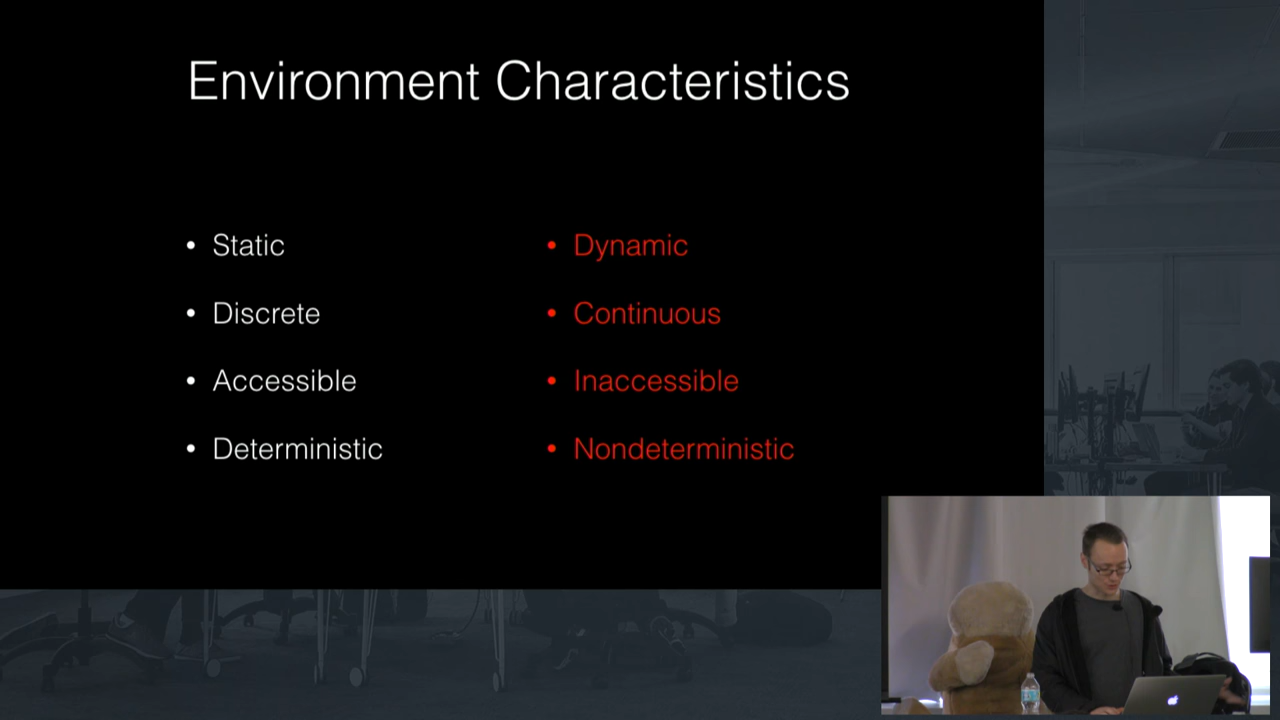 Environment Characteristics
• Static
• Discrete
• Accessible
• Deterministic
• Dynamic
• Continuous
• Inaccessible
• Nondeterministic